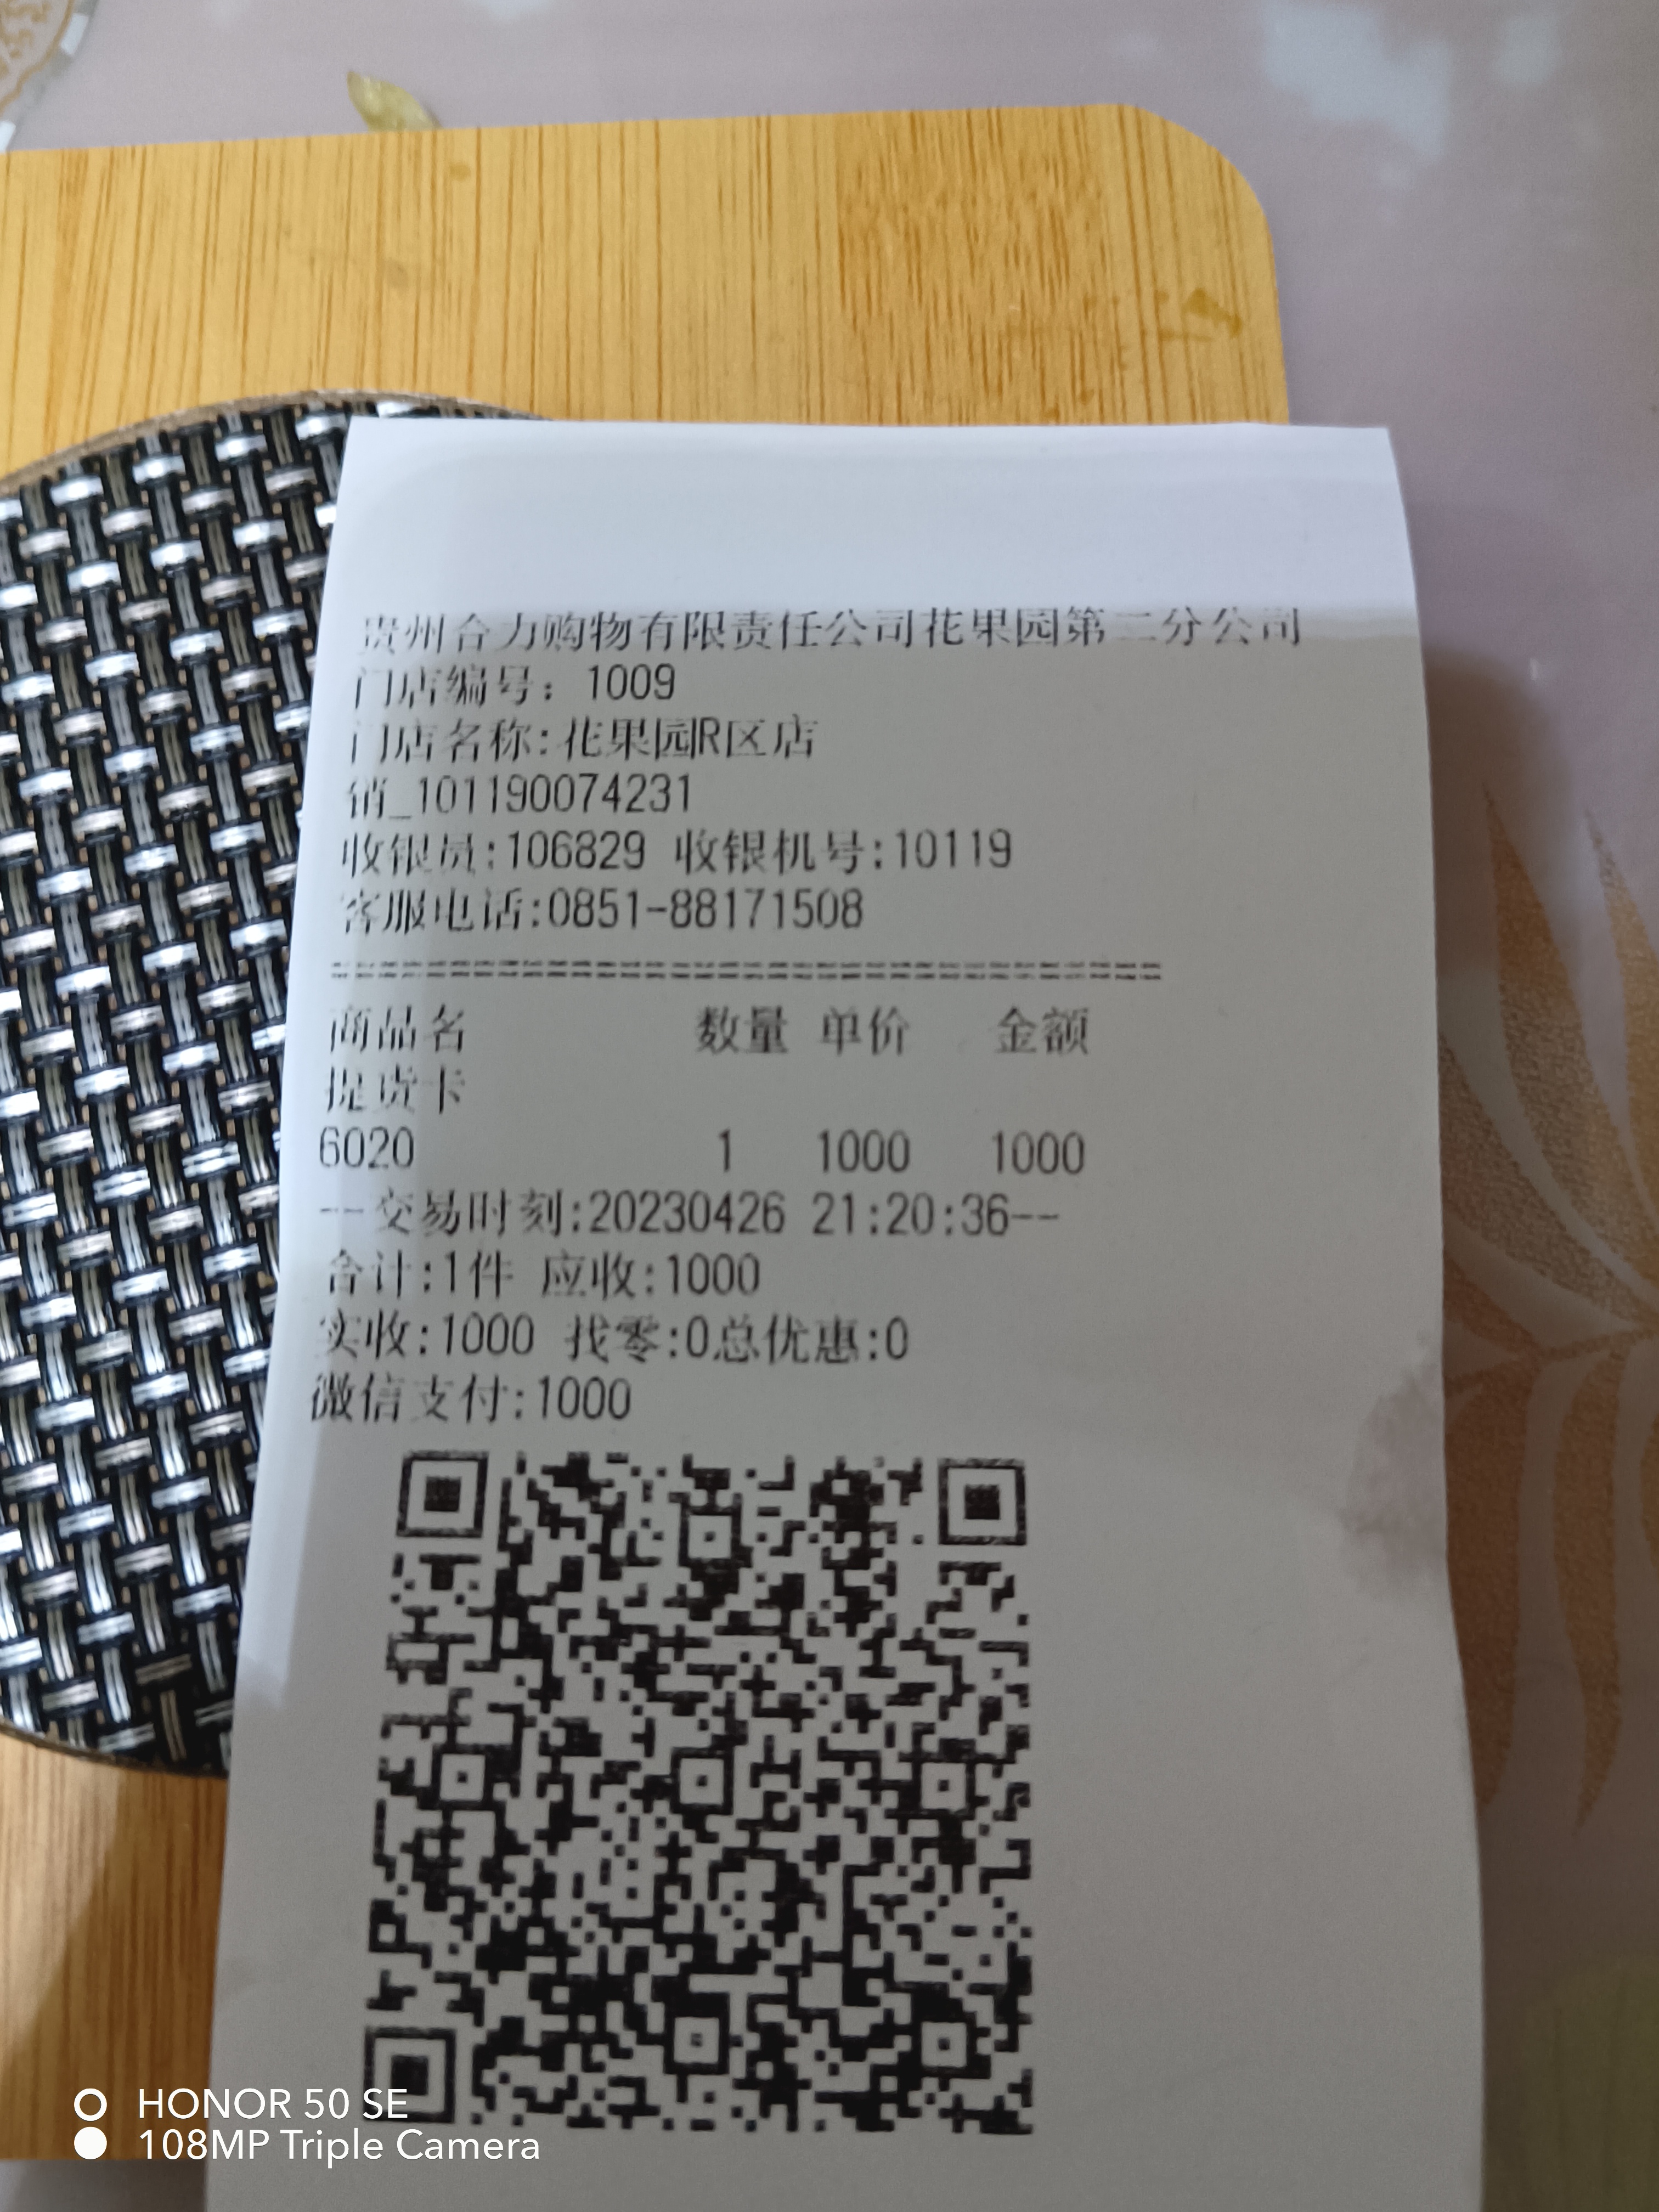 贵州合力购物有限责任公司花果园第二分公司
门店编号：1009
门店名称:花果园R区店
销_101190074231
收银员:106829 收银机号:10119
客服电话:0851-88171508
商品名 数量 单价 金额
提货卡
6020 1 1000 1000
--交易时刻:20230426 21:20:36--
合计:1件 应收:1000
实收:1000 找零:0总优惠:0
微信支付:1000
HONOR 50 SE
108MP Triple Camera